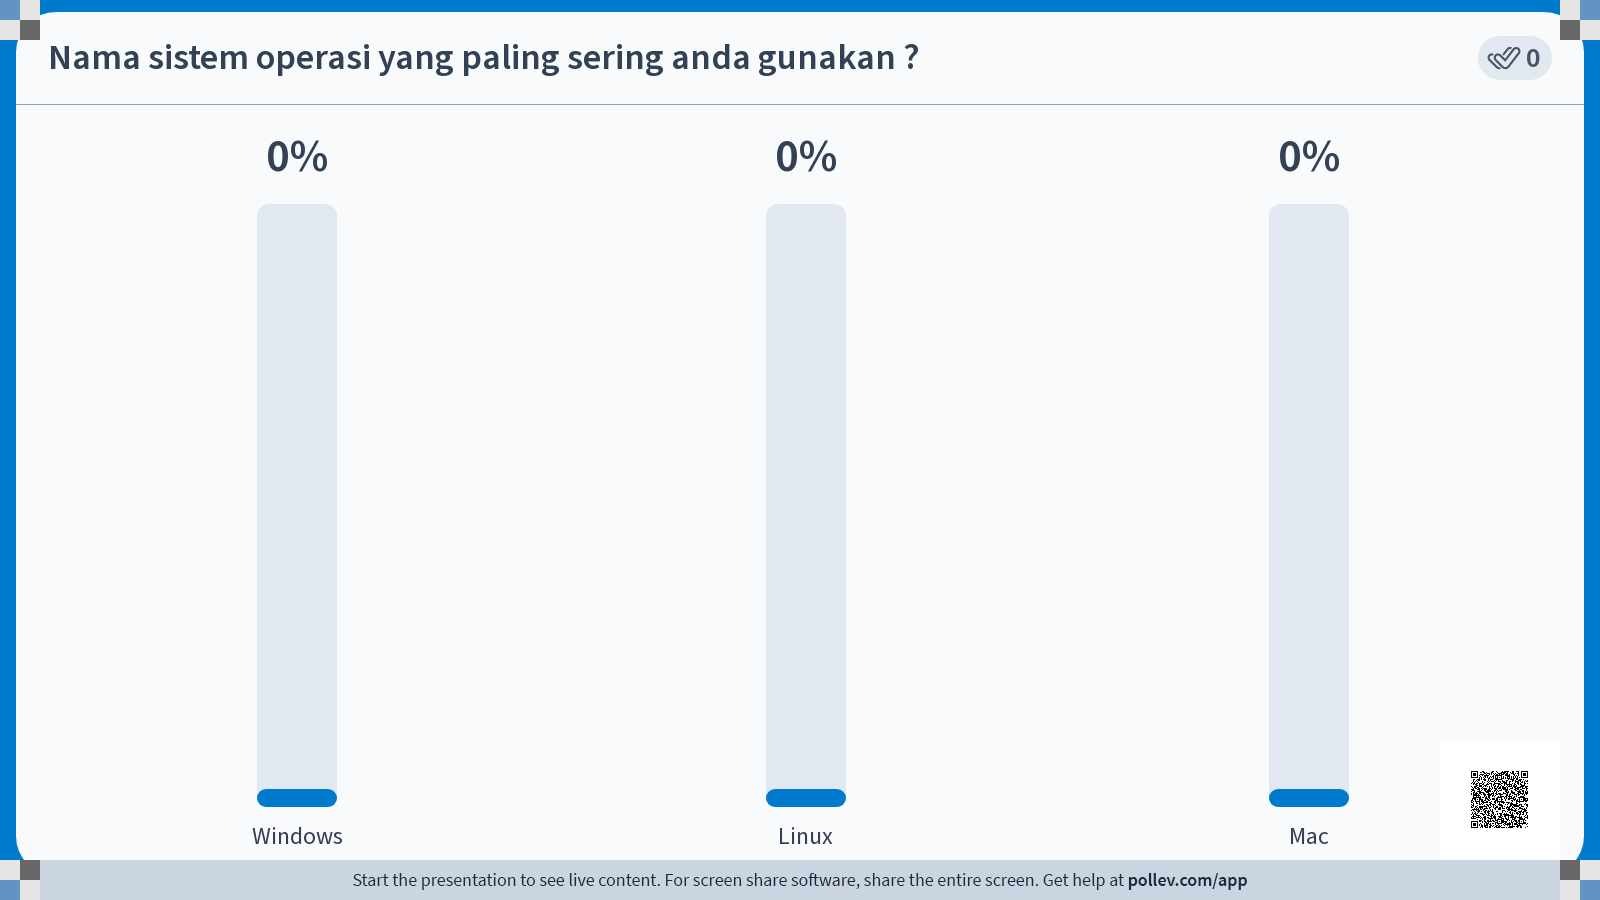 Nama sistem operasi yang paling sering anda gunakan ?
0
0%
0%
0%
Windows
Linux
Mac
Start the presentation to see live content. For screen share software, share the entire screen. Get help at pollev.com/app